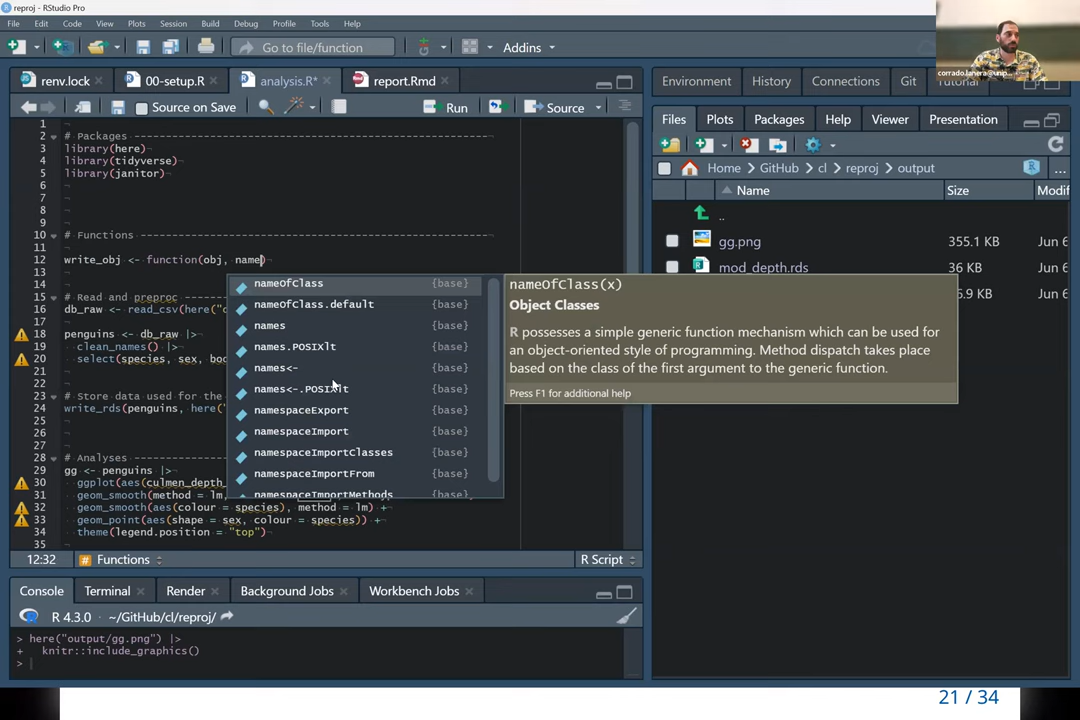 reproj - RStudio Pro
File Edit Code View Plots Session Build Debug Profile Tools Help
Go to file/function Addins
corrado.lanera@unip...
renv.lock 00-setup.R analysis.R* report.Rmd
Environment History Connections Git Tutorial
Source on Save Run Source
Files Plots Packages Help Viewer Presentation
Home GitHub cl reproj output ...
Name Size Modif
..
gg.png 355.1 KB Jun 6
mod_depth.rds 36 KB Jun 6
6.9 KB Jun 6
1
2 # Packages ----------------------------------------------------
3 library(here)
4 library(tidyverse)
5 library(janitor)
6
7
8
9
10 # Functions ---------------------------------------------------
11
12 write_obj <- function(obj, name)
13
14
15 # Read and preproc
16 db_raw <- read_csv(here("
17
18 penguins <- db_raw |>
19 clean_names() |>
20 select(species, sex, bo
21
22
23 # Store data used for the
24 write_rds(penguins, here("
25
26
27
28 # Analyses
29 gg <- penguins |>
30 ggplot(aes(culmen_depth_
31 geom_smooth(method = lm,
32 geom_smooth(aes(colour = species), method = lm) +
33 geom_point(aes(shape = sex, colour = species)) +
34 theme(legend.position = "top")
35
nameOfClass {base}
nameOfClass.default {base}
names {base}
names.POSIXlt {base}
names<- {base}
names<-.POSIXlt {base}
namespaceExport {base}
namespaceImport {base}
namespaceImportClasses {base}
namespaceImportFrom {base}
namespaceImportMethods {base}
nameOfClass(x)
Object Classes
R possesses a simple generic function mechanism which can be used for
an object-oriented style of programming. Method dispatch takes place
based on the class of the first argument to the generic function.
Press F1 for additional help
12:32 # Functions R Script
Console Terminal Render Background Jobs Workbench Jobs
R 4.3.0 · ~/GitHub/cl/reproj/
> here("output/gg.png") |>
+ knitr::include_graphics()
>
21 / 34